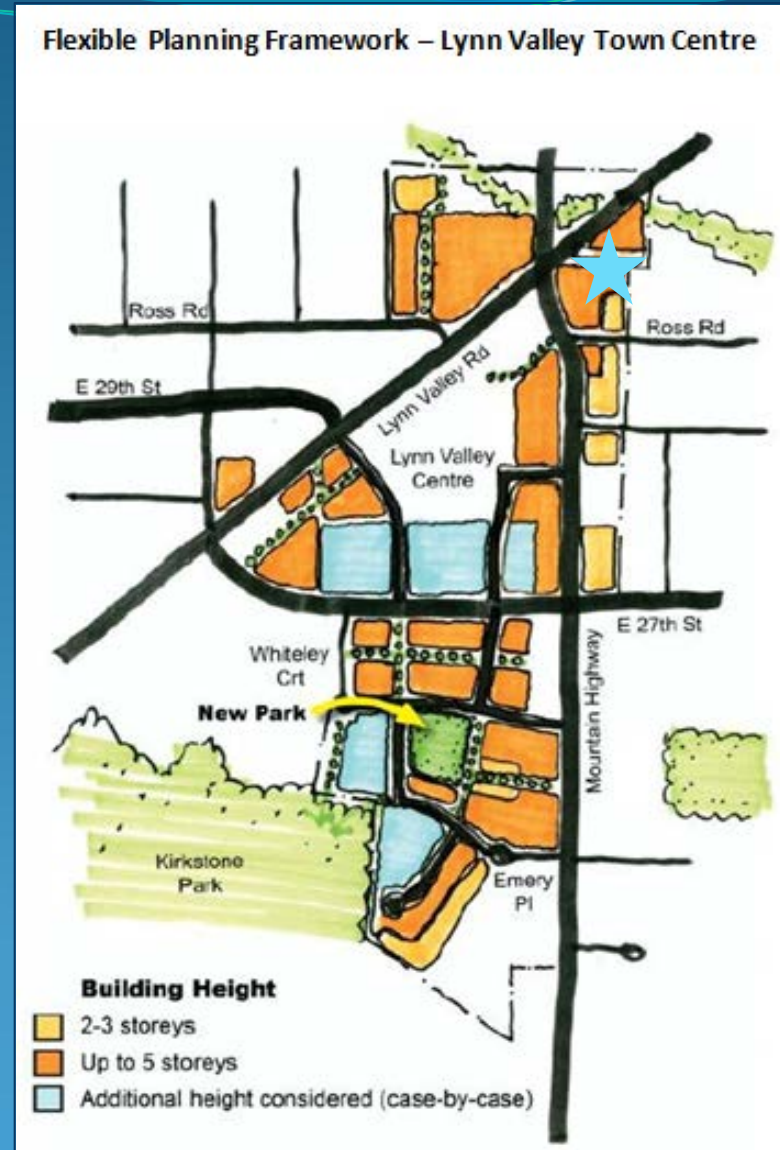 Flexible Planning Framework – Lynn Valley Town Centre
Ross Rd
Ross Rd
E 29th St
Lynn Valley Rd
Lynn Valley
Centre
E 27th St
Whiteley
Crt
Mountain Highway
New Park
Kirkstone
Park
Emery
Pl
Building Height
2-3 storeys
Up to 5 storeys
Additional height considered (case-by-case)